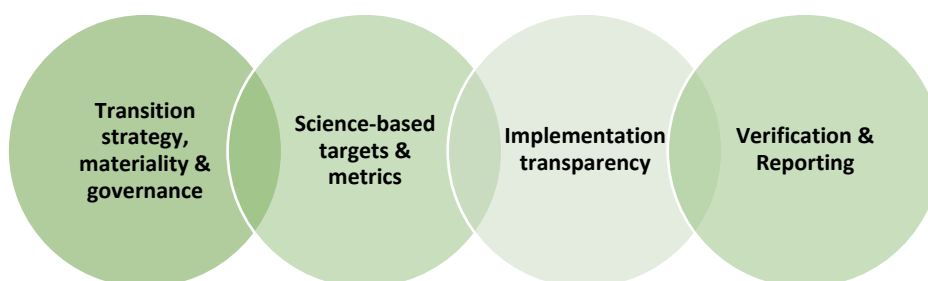 Transition
strategy,
materiality &
governance
Science-based
targets &
metrics
Implementation
transparency
Verification &
Reporting